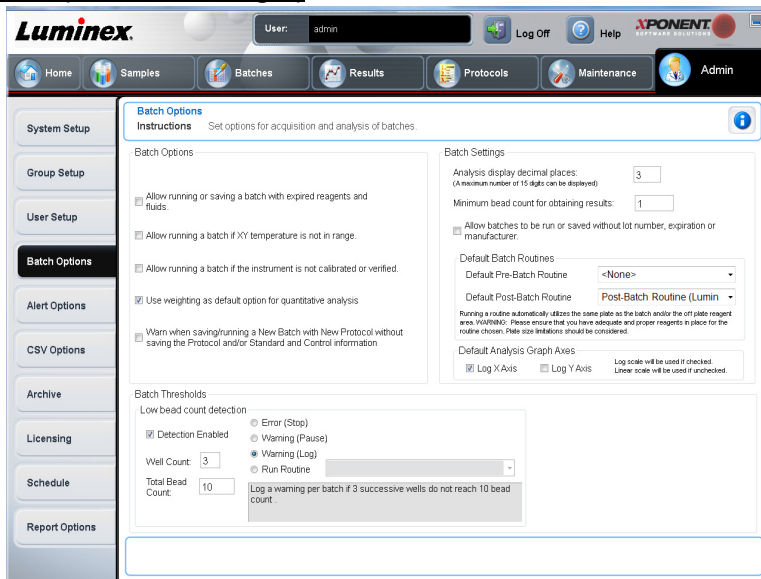 Luminex.
User: admin
Log Off
Help
XPONENT
SOFTWARE SOLUTIONS
Home
Samples
Batches
Results
Protocols
Maintenance
Admin
System Setup
Group Setup
User Setup
Batch Options
Alert Options
CSV Options
Archive
Licensing
Schedule
Report Options
Batch Options
Instructions Set options for acquisition and analysis of batches.
Batch Options
Allow running or saving a batch with expired reagents and
fluids.
Allow running a batch if XY temperature is not in range.
Allow running a batch if the instrument is not calibrated or verified.
Use weighting as default option for quantitative analysis
Warn when saving/running a New Batch with New Protocol without
saving the Protocol and/or Standard and Control information
Batch Settings
Analysis display decimal places: 3
(A maximum number of 15 digits can be displayed)
Minimum bead count for obtaining results: 1
Allow batches to be run or saved without lot number, expiration or
manufacturer.
Default Batch Routines
Default Pre-Batch Routine <None>
Default Post-Batch Routine Post-Batch Routine (Lumin
Running a routine automatically utilizes the same plate as the batch and/or the off plate reagent
area. WARNING: Please ensure that you have adequate and proper reagents in place for the
routine chosen. Plate size limitations should be considered.
Default Analysis Graph Axes
Log X Axis Log Y Axis
Log scale will be used if checked.
Linear scale will be used if unchecked.
Batch Thresholds
Low bead count detection
Detection Enabled
Well Count: 3
Total Bead
Count: 10
Error (Stop)
Warning (Pause)
Warning (Log)
Run Routine
Log a warning per batch if 3 successive wells do not reach 10 bead
count .